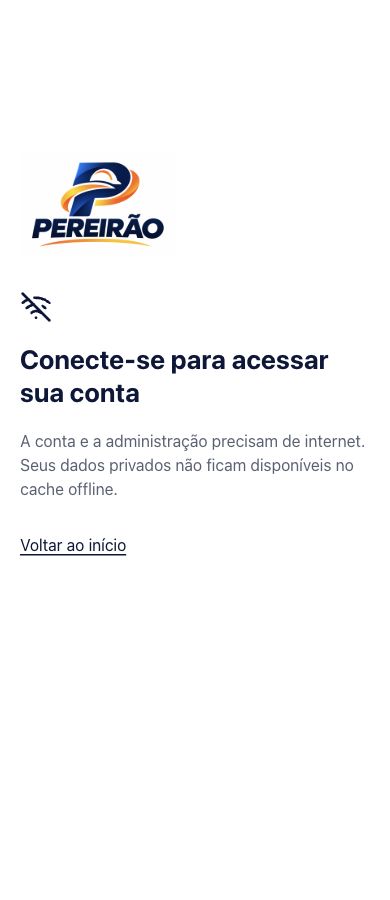 PEREIRÃO
Conecte-se para acessar
sua conta
A conta e a administração precisam de internet.
Seus dados privados não ficam disponíveis no
cache offline.
Voltar ao início